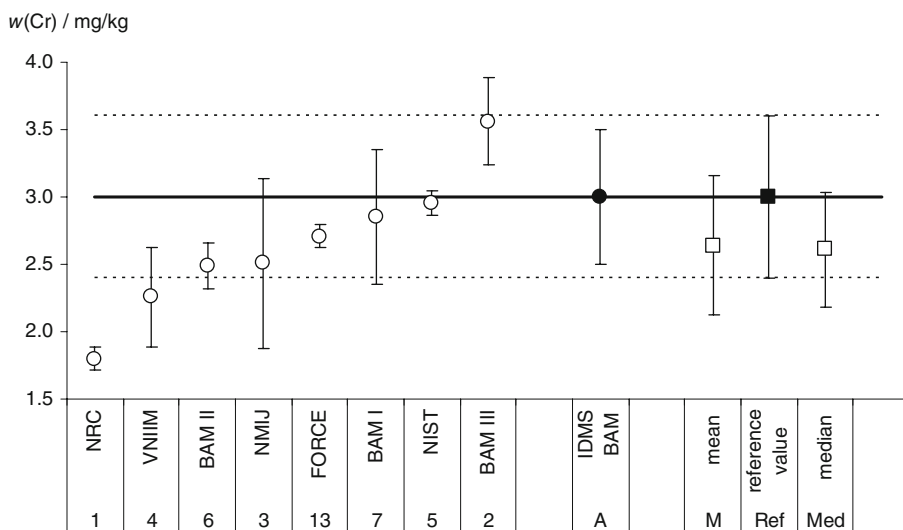 w(Cr) / mg/kg
4.0
3.5
3.0
2.5
2.0
1.5
NRC
VNIIM
BAM II
NMIJ
FORCE
BAM I
NIST
BAM III
IDMS
BAM
mean
reference
value
median
1 4 6 3 13 7 5 2 A M Ref Med